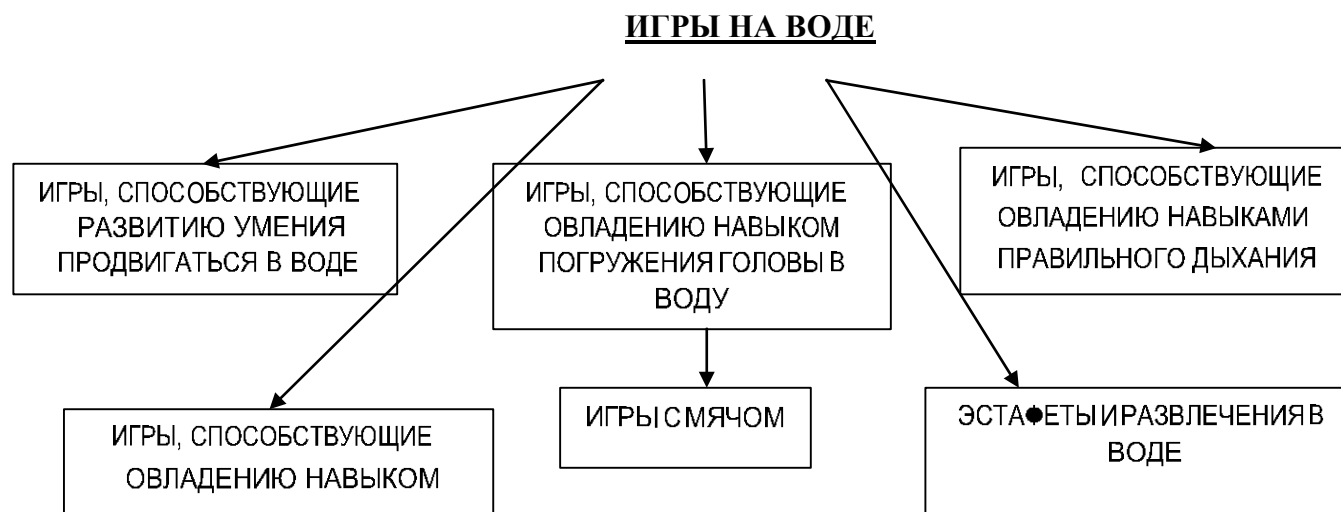 ИГРЫ НА ВОДЕ
ИГРЫ, СПОСОБСТВУЮЩИЕ
РАЗВИТИЮ УМЕНИЯ
ПРОДВИГАТЬСЯ В ВОДЕ
ИГРЫ, СПОСОБСТВУЮЩИЕ
ОВЛАДЕНИЮ НАВЫКОМ
ПОГРУЖЕНИЯ ГОЛОВЫ В
ВОДУ
ИГРЫ, СПОСОБСТВУЮЩИЕ
ОВЛАДЕНИЮ НАВЫКАМИ
ПРАВИЛЬНОГО ДЫХАНИЯ
ИГРЫ, СПОСОБСТВУЮЩИЕ
ОВЛАДЕНИЮ НАВЫКОМ
ИГРЫ С МЯЧОМ
ЭСТАФЕТЫ И РАЗВЛЕЧЕНИЯ В
ВОДЕ